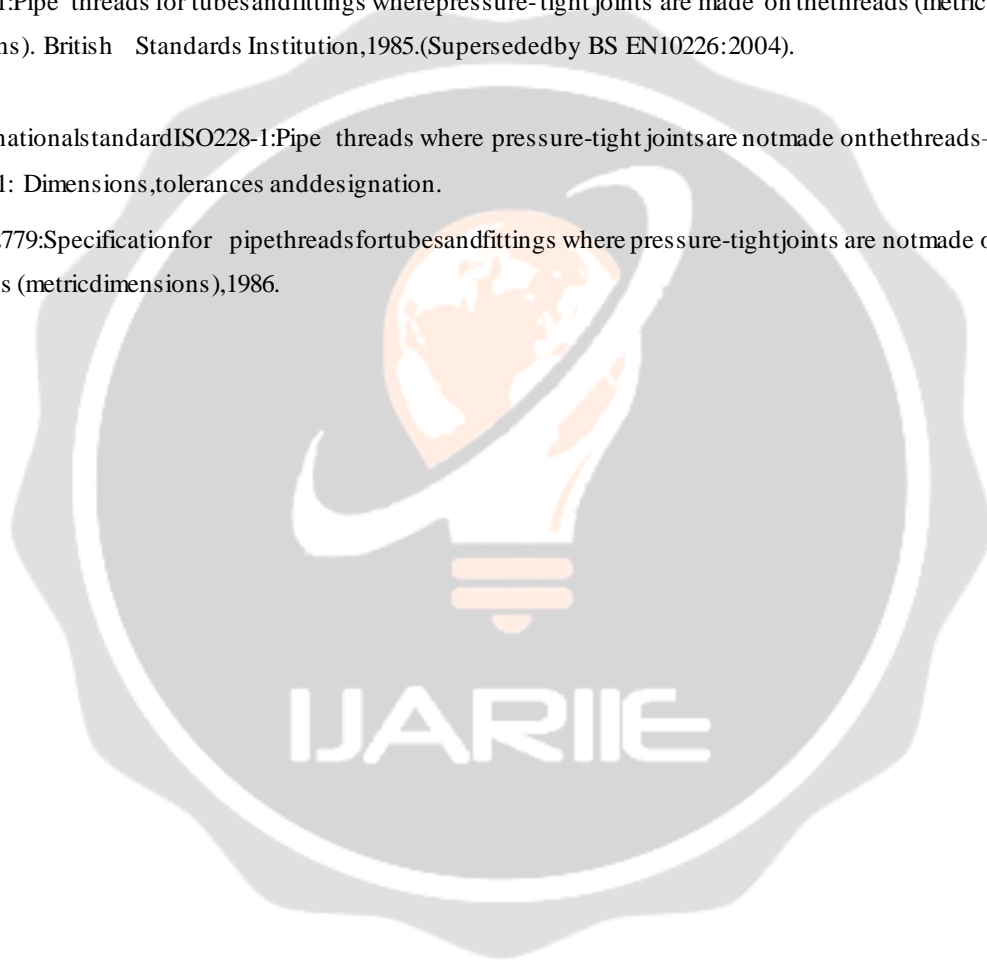 1:Pipe threads for tubesandfittings wherepressure-tight joints are made on thethreads (metric
ns). British Standards Institution,1985.(Supersededby BS EN10226:2004).
nationalstandardISO228-1:Pipe threads where pressure-tight jointsare notmade onthethreads–
1: Dimensions,tolerances anddesignation.
779:Specificationfor pipethreadsfortubesandfittings where pressure-tightjoints are notmade o
s (metricdimensions),1986.
IJARIIE